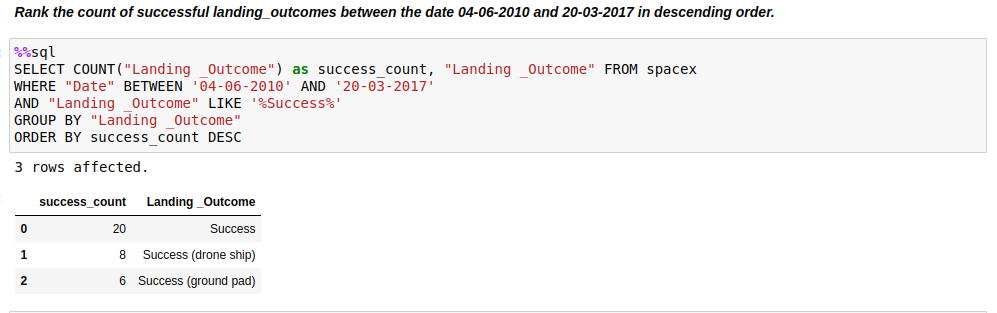 Rank the count of successful landing_outcomes between the date 04-06-2010 and 20-03-2017 in descending order.
%%sql
SELECT COUNT("Landing _Outcome") as success_count, "Landing _Outcome" FROM spacex
WHERE "Date" BETWEEN '04-06-2010' AND '20-03-2017'
AND "Landing _Outcome" LIKE '%Success%'
GROUP BY "Landing _Outcome"
ORDER BY success_count DESC
3 rows affected.
success_count Landing _Outcome
0 20 Success
1 8 Success (drone ship)
2 6 Success (ground pad)